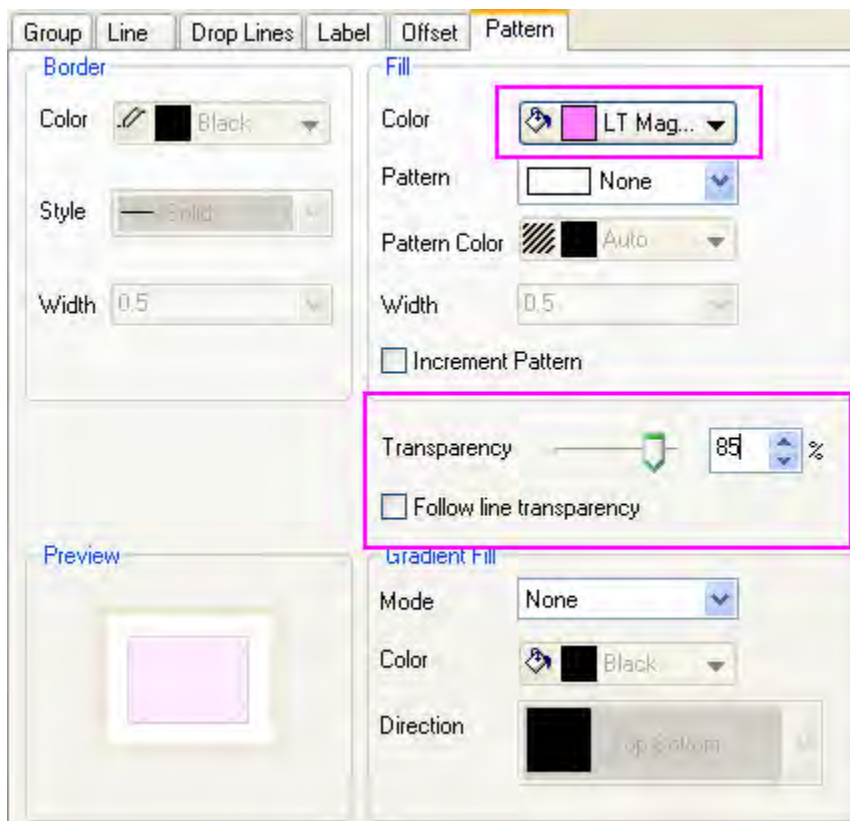 Group Line Drop Lines Label Offset Pattern
Border
Color Black
Style Solid
Width 0.5
Fill
Color LT Mag...
Pattern None
Pattern Color Auto
Width 0.5
Increment Pattern
Transparency 85 %
Follow line transparency
Preview
Gradient Fill
Mode None
Color Black
Direction